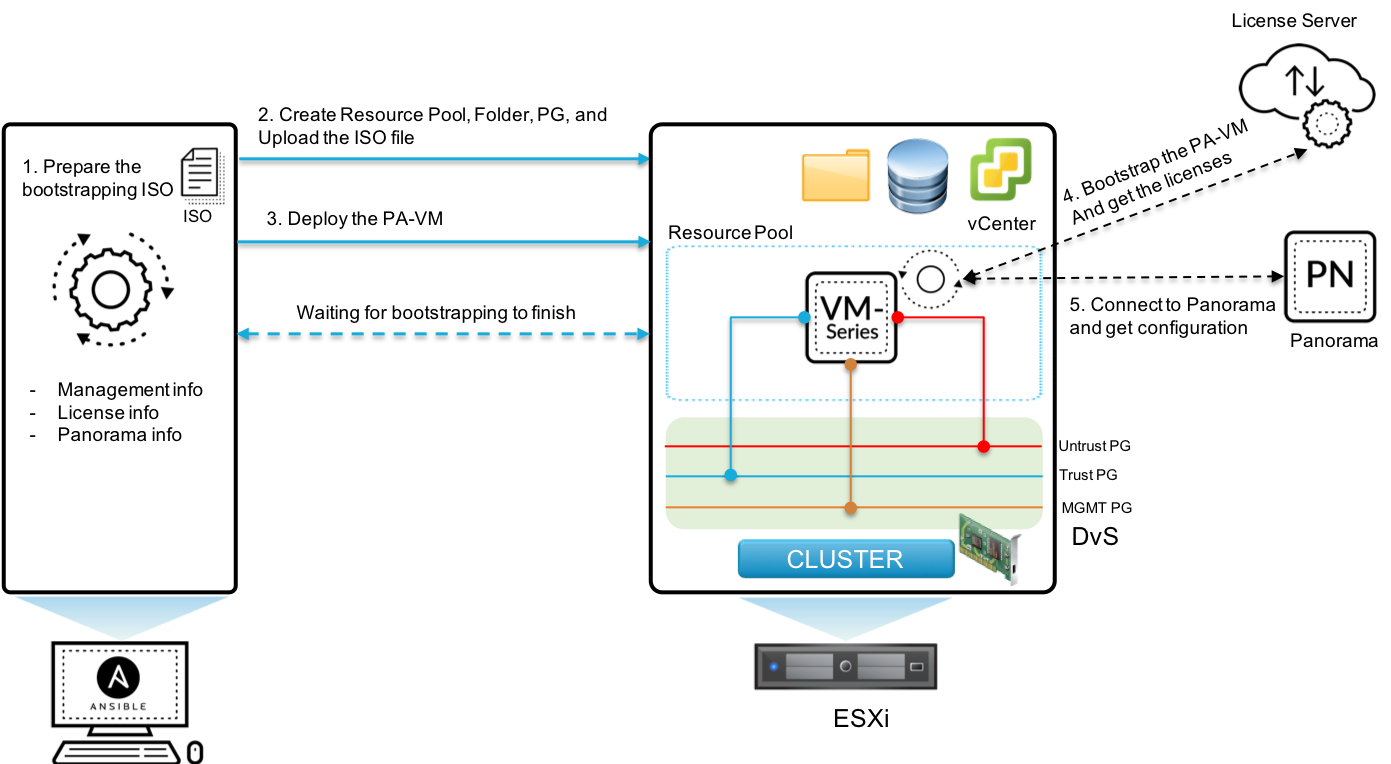 License Server
2. Create Resource Pool, Folder, PG, and
Upload the ISO file
1. Prepare the
bootstrapping ISO
ISO
3. Deploy the PA-VM
4. Bootstrap the PA-VM
And get the licenses
vCenter
Resource Pool
VM-
Series
PN
Panorama
5. Connect to Panorama
and get configuration
Waiting for bootstrapping to finish
- Management info
- License info
- Panorama info
Untrust PG
Trust PG
MGMT PG
DvS
CLUSTER
ANSIBLE
ESXi